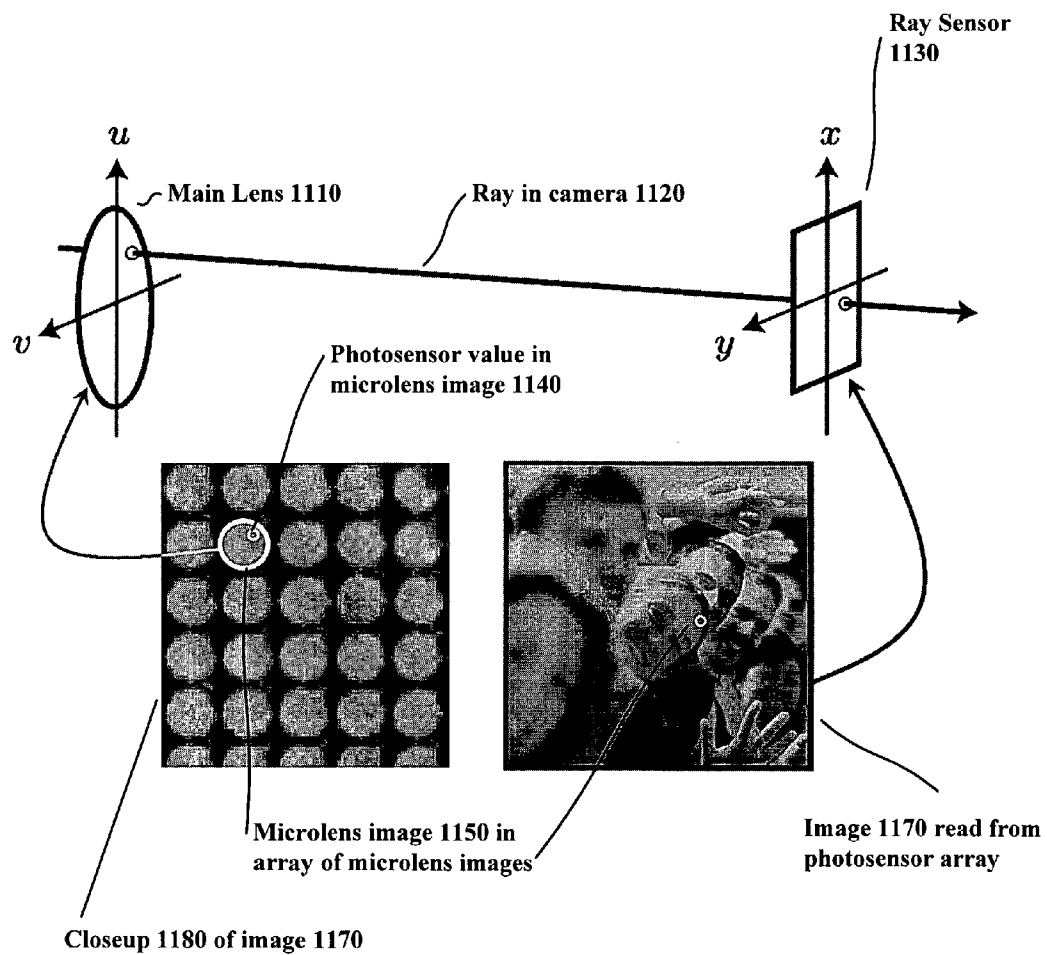 Ray Sensor
1130
u
x
Main Lens 1110
Ray in camera 1120
v
y
Photosensor value in
microlens image 1140
Microlens image 1150 in
array of microlens images
Image 1170 read from
photosensor array
Closeup 1180 of image 1170